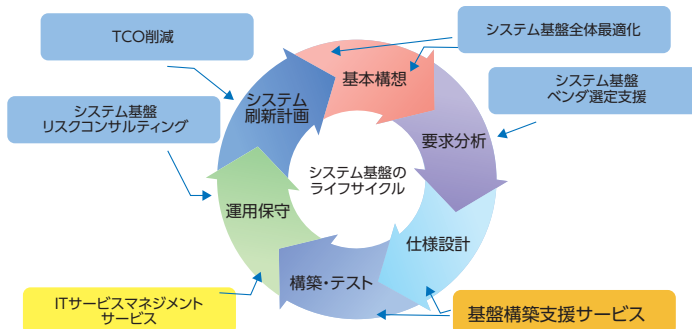 TCO削減
システム基盤全体最適化
基本構想
システム
刷新計画
システム基盤
ベンダ選定支援
システム基盤
リスクコンサルティング
要求分析
システム基盤の
ライフサイクル
運用保守
仕様設計
構築・テスト
ITサービスマネジメント
サービス
基盤構築支援サービス